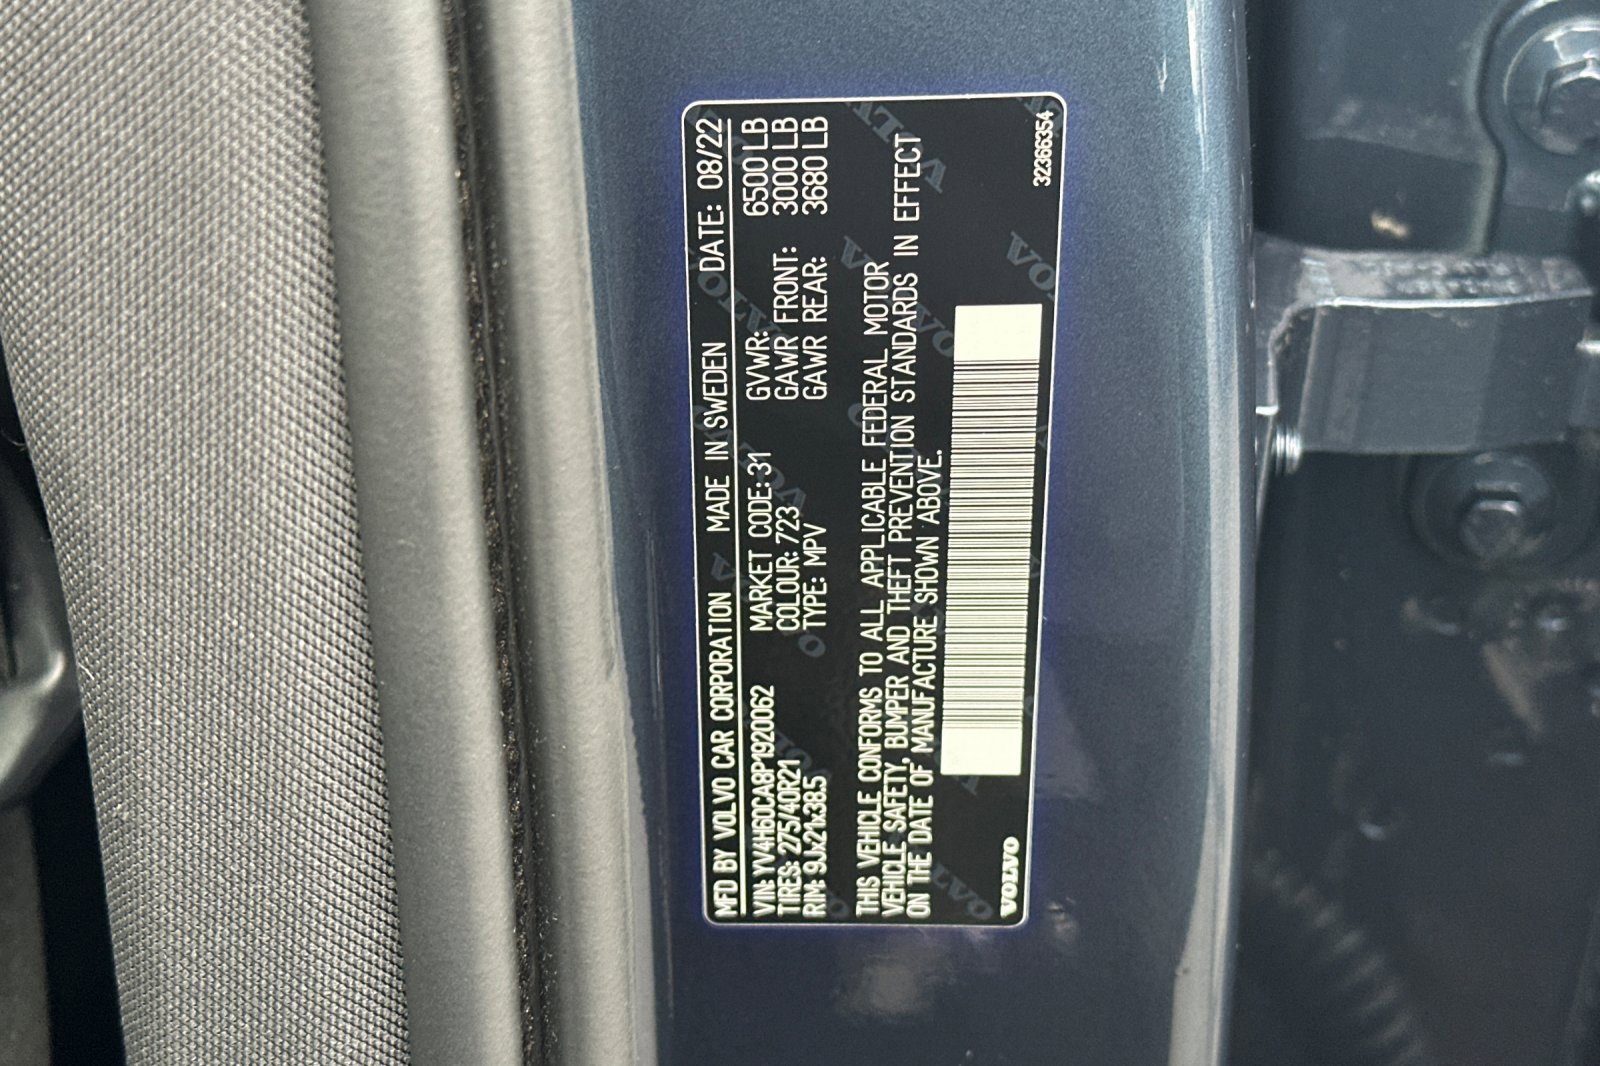 MFD BY VOLVO CAR CORPORATION MADE IN SWEDEN DATE: 08/22
VIN: YV4H60CA8P1920062 MARKET CODE: 31 GVWR: 6500 LB
TIRES: 275/40R21 COLOUR: 723 GAWR FRONT: 3000 LB
RIM: 9Jx21x38.5 TYPE: MPV GAWR REAR: 3680 LB
THIS VEHICLE CONFORMS TO ALL APPLICABLE FEDERAL MOTOR
VEHICLE SAFETY, BUMPER AND THEFT PREVENTION STANDARDS IN EFFECT
ON THE DATE OF MANUFACTURE SHOWN ABOVE.
VOLVO
32366354